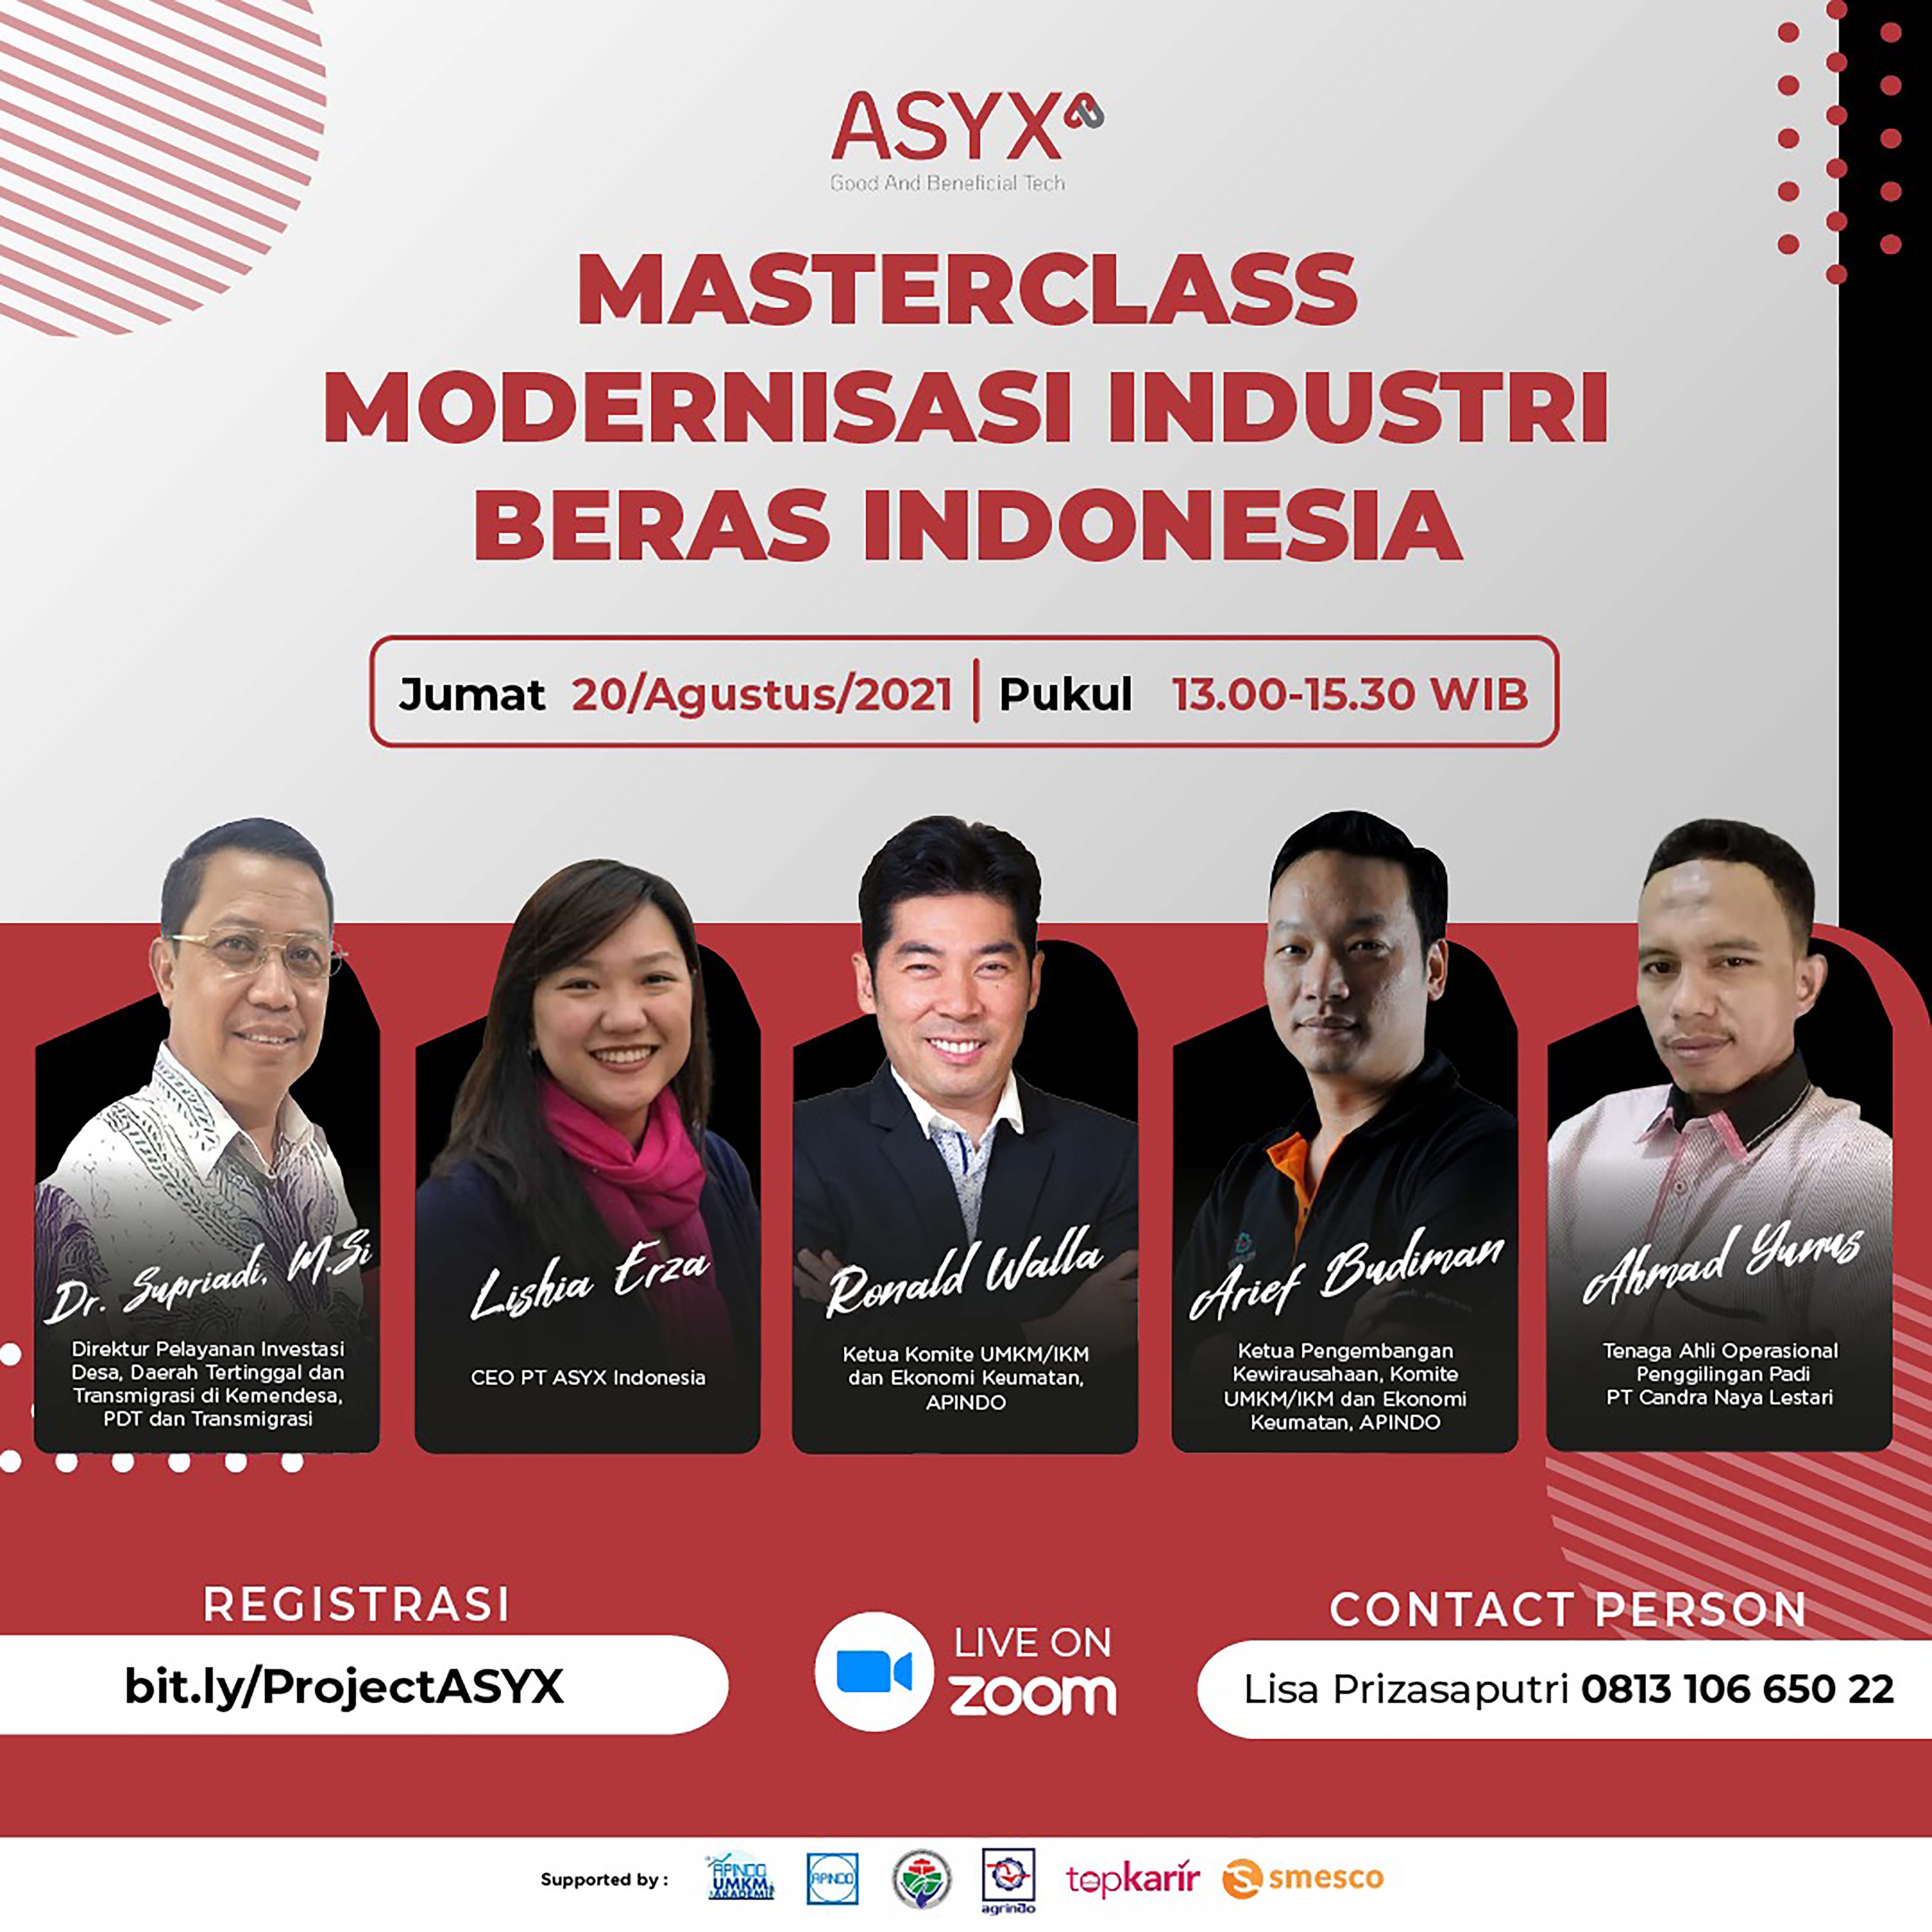 ASYX
Good And Beneficial Tech
MASTERCLASS
MODERNISASI INDUSTRI
BERAS INDONESIA
Jumat 20/Agustus/2021 | Pukul 13.00-15.30 WIB
Dr. Supriadi, M.Si
Direktur Pelayanan Investasi
Desa, Daerah Tertinggal dan
Transmigrasi di Kemendesa,
PDT dan Transmigrasi
Lishia Erza
CEO PT ASYX Indonesia
Ronald Walla
Ketua Komite UMKM/IKM
dan Ekonomi Keumatan,
APINDO
Arief Budiman
Ketua Pengembangan
Kewirausahaan, Komite
UMKM/IKM dan Ekonomi
Keumatan, APINDO
Ahmad Yunus
Tenaga Ahli Operasional
Penggilingan Padi
PT Candra Naya Lestari
REGISTRASI
bit.ly/ProjectASYX
LIVE ON
zoom
CONTACT PERSON
Lisa Prizasaputri 0813 106 650 22
Supported by :
APINDO
UMKM
AKADEMI
APINDO
agrindo
topkarir
smesco